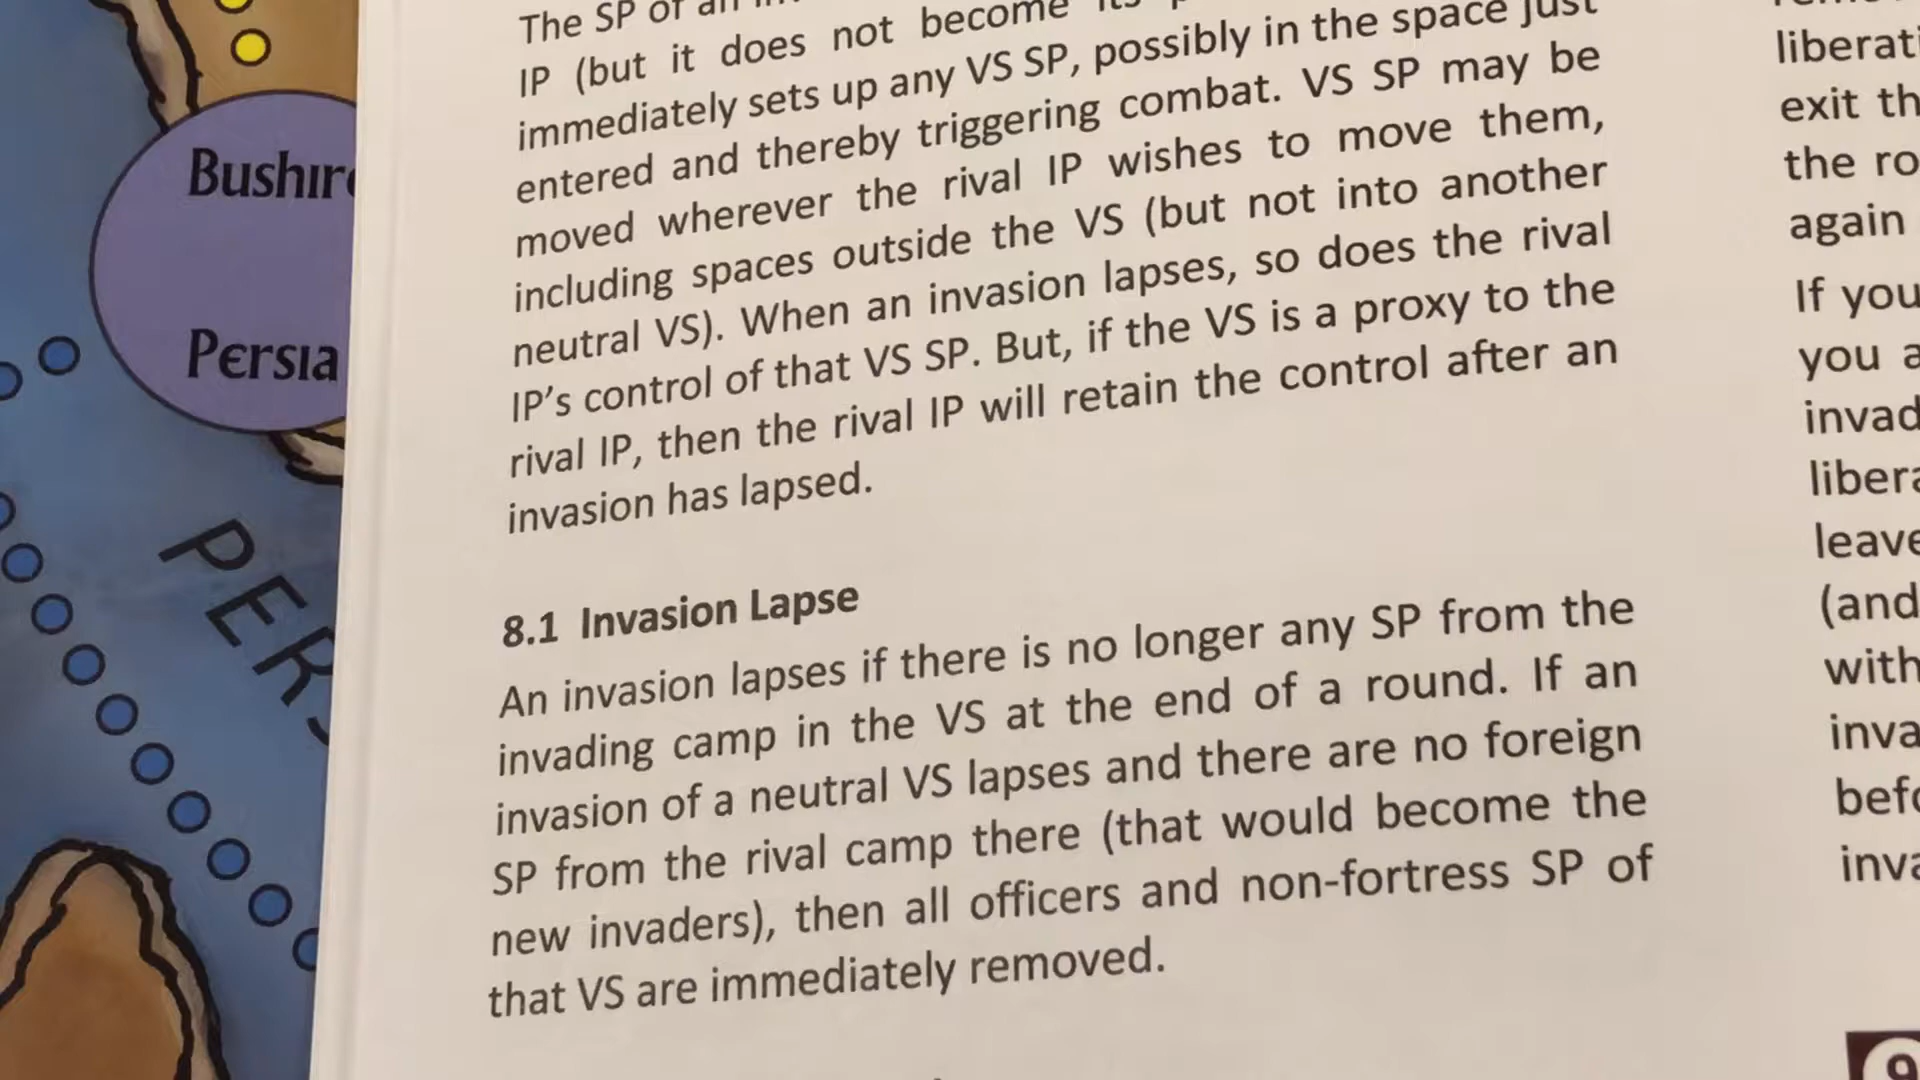 Bushir
Persia
PER
The SP of an
IP (but it does not become its
immediately sets up any VS SP, possibly in the space just
entered and thereby triggering combat. VS SP may be
moved wherever the rival IP wishes to move them,
including spaces outside the VS (but not into another
neutral VS). When an invasion lapses, so does the rival
IP’s control of that VS SP. But, if the VS is a proxy to the
rival IP, then the rival IP will retain the control after an
invasion has lapsed.
8.1 Invasion Lapse
An invasion lapses if there is no longer any SP from the
invading camp in the VS at the end of a round. If an
invasion of a neutral VS lapses and there are no foreign
SP from the rival camp there (that would become the
new invaders), then all officers and non-fortress SP of
that VS are immediately removed.
liberati
exit th
the ro
again
If you
you a
invad
libera
leave
(and
with
inva
befo
inva
9